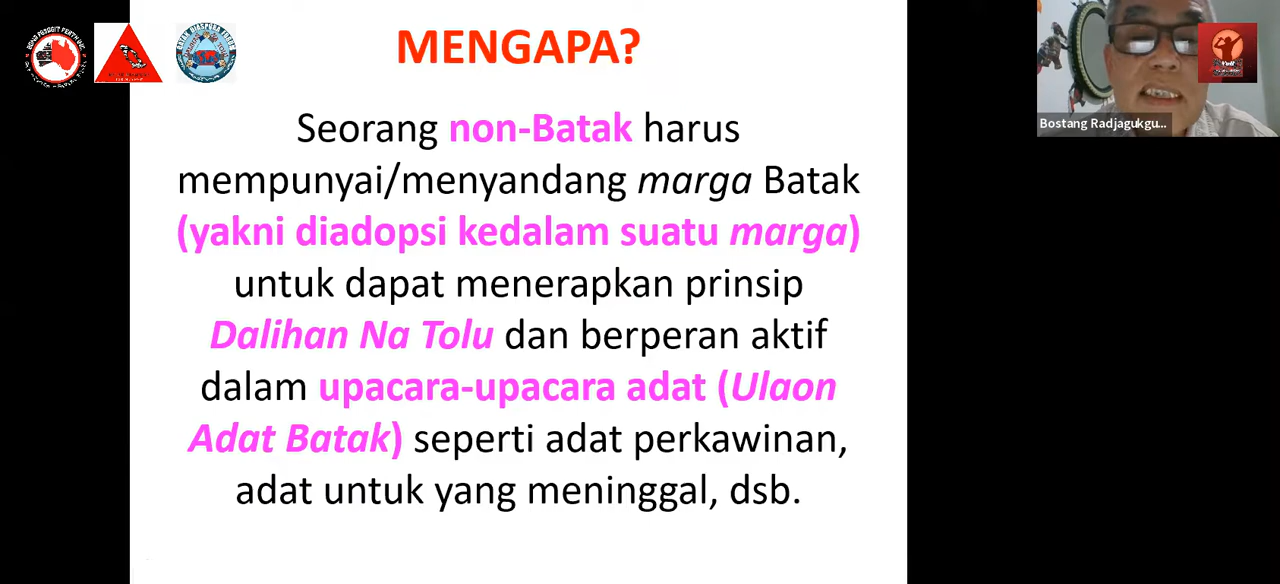 MENGAPA?
Seorang non-Batak harus
mempunyai/menyandang marga Batak
(yakni diadopsi kedalam suatu marga)
untuk dapat menerapkan prinsip
Dalihan Na Tolu dan berperan aktif
dalam upacara-upacara adat (Ulaon
Adat Batak) seperti adat perkawinan,
adat untuk yang meninggal, dsb.
Bostang Radjagukgu...